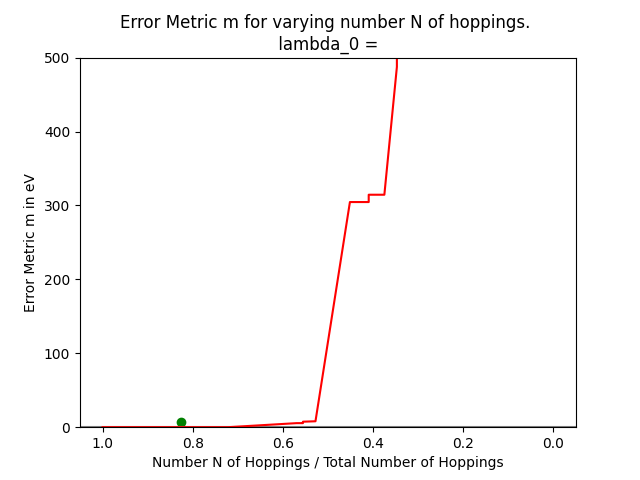 Error Metric m for varying number N of hoppings.
lambda_0 =
500
400
300
200
100
0
Error Metric m in eV
1.0 0.8 0.6 0.4 0.2 0.0
Number N of Hoppings / Total Number of Hoppings